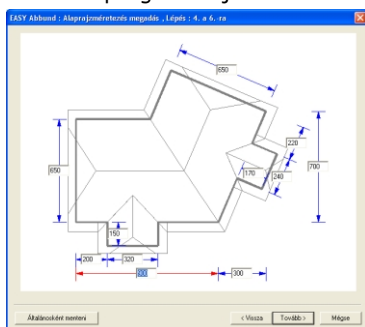 EASY Abbund : Alaprajzméretezés megadás , Lépés : 4. a 6.-ra
650
220
650
700
170
240
150
200
320
300
Általánosként menteni
< Vissza
Tovább >
Mégse